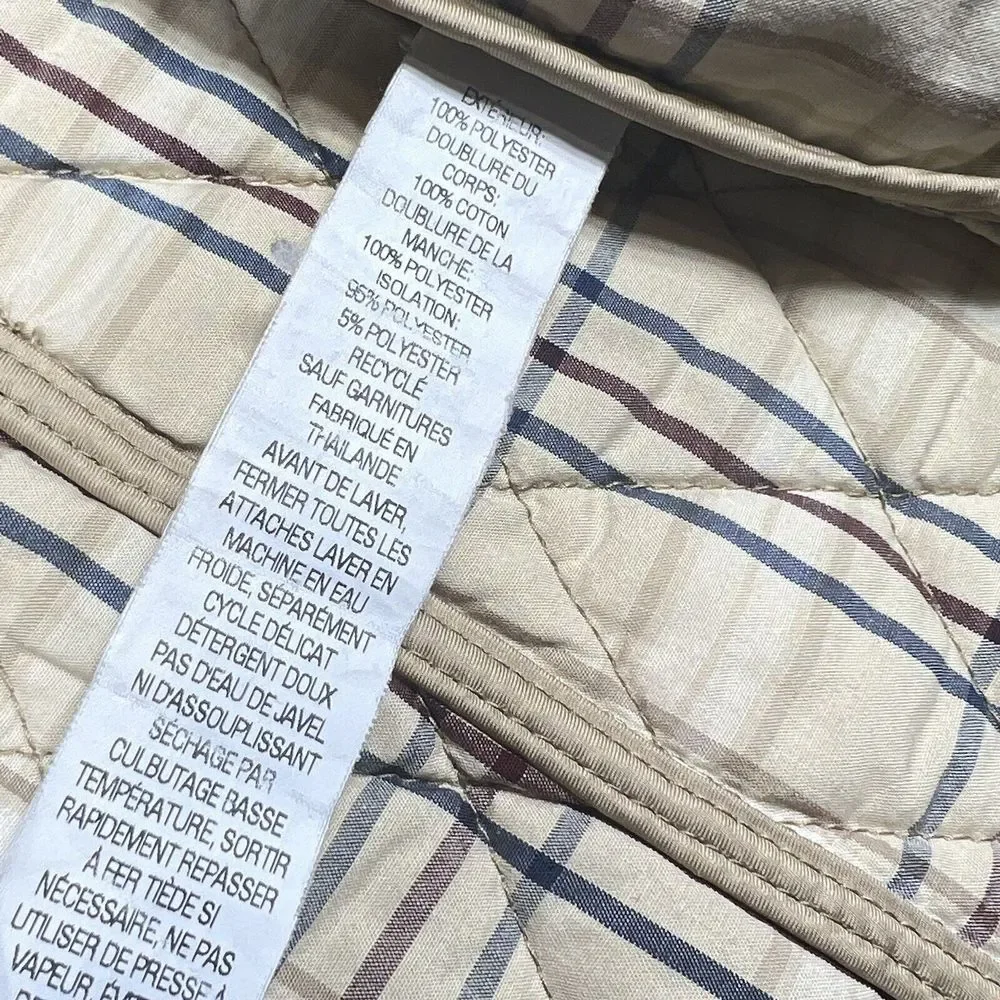 EXTÉRIEUR:
100% POLYESTER
DOUBLURE DU
CORPS:
100% COTON
DOUBLURE DE LA
MANCHE:
100% POLYESTER
ISOLATION:
95% POLYESTER
5% POLYESTER
RECYCLÉ
SAUF GARNITURES
FABRIQUÉ EN
THAILANDE
AVANT DE LAVER,
FERMER TOUTES LES
ATTACHES LAVER EN
MACHINE EN EAU
FROIDE, SÉPARÉMENT
CYCLE DÉLICAT
DÉTERGENT DOUX
PAS D'EAU DE JAVEL
NI D'ASSOUPLISSANT
SÉCHAGE PAR
CULBUTAGE BASSE
TEMPÉRATURE, SORTIR
RAPIDEMENT REPASSER
À FER TIÈDE SI
NÉCESSAIRE, NE PAS
UTILISER DE PRESSE À
VAPEUR,